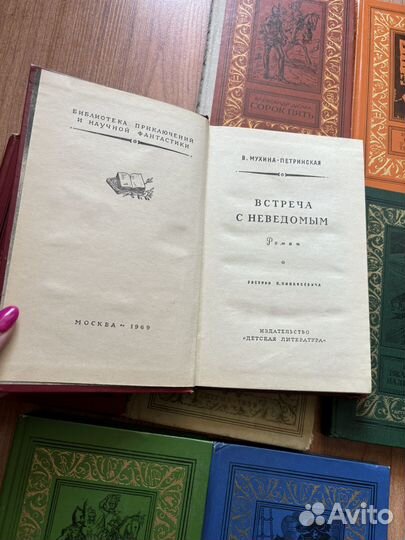 БИБЛИОТЕКА ПРИКЛЮЧЕНИЙ
И НАУЧНОЙ ФАНТАСТИКИ
МОСКВА — 1969
В. МУХИНА-ПЕТРИНСКАЯ
ВСТРЕЧА
С НЕВЕДОМЫМ
Роман
ИЗДАТЕЛЬСТВО
«ДЕТСКАЯ ЛИТЕРАТУРА»
СОРОК ПЯТЬ
Avito